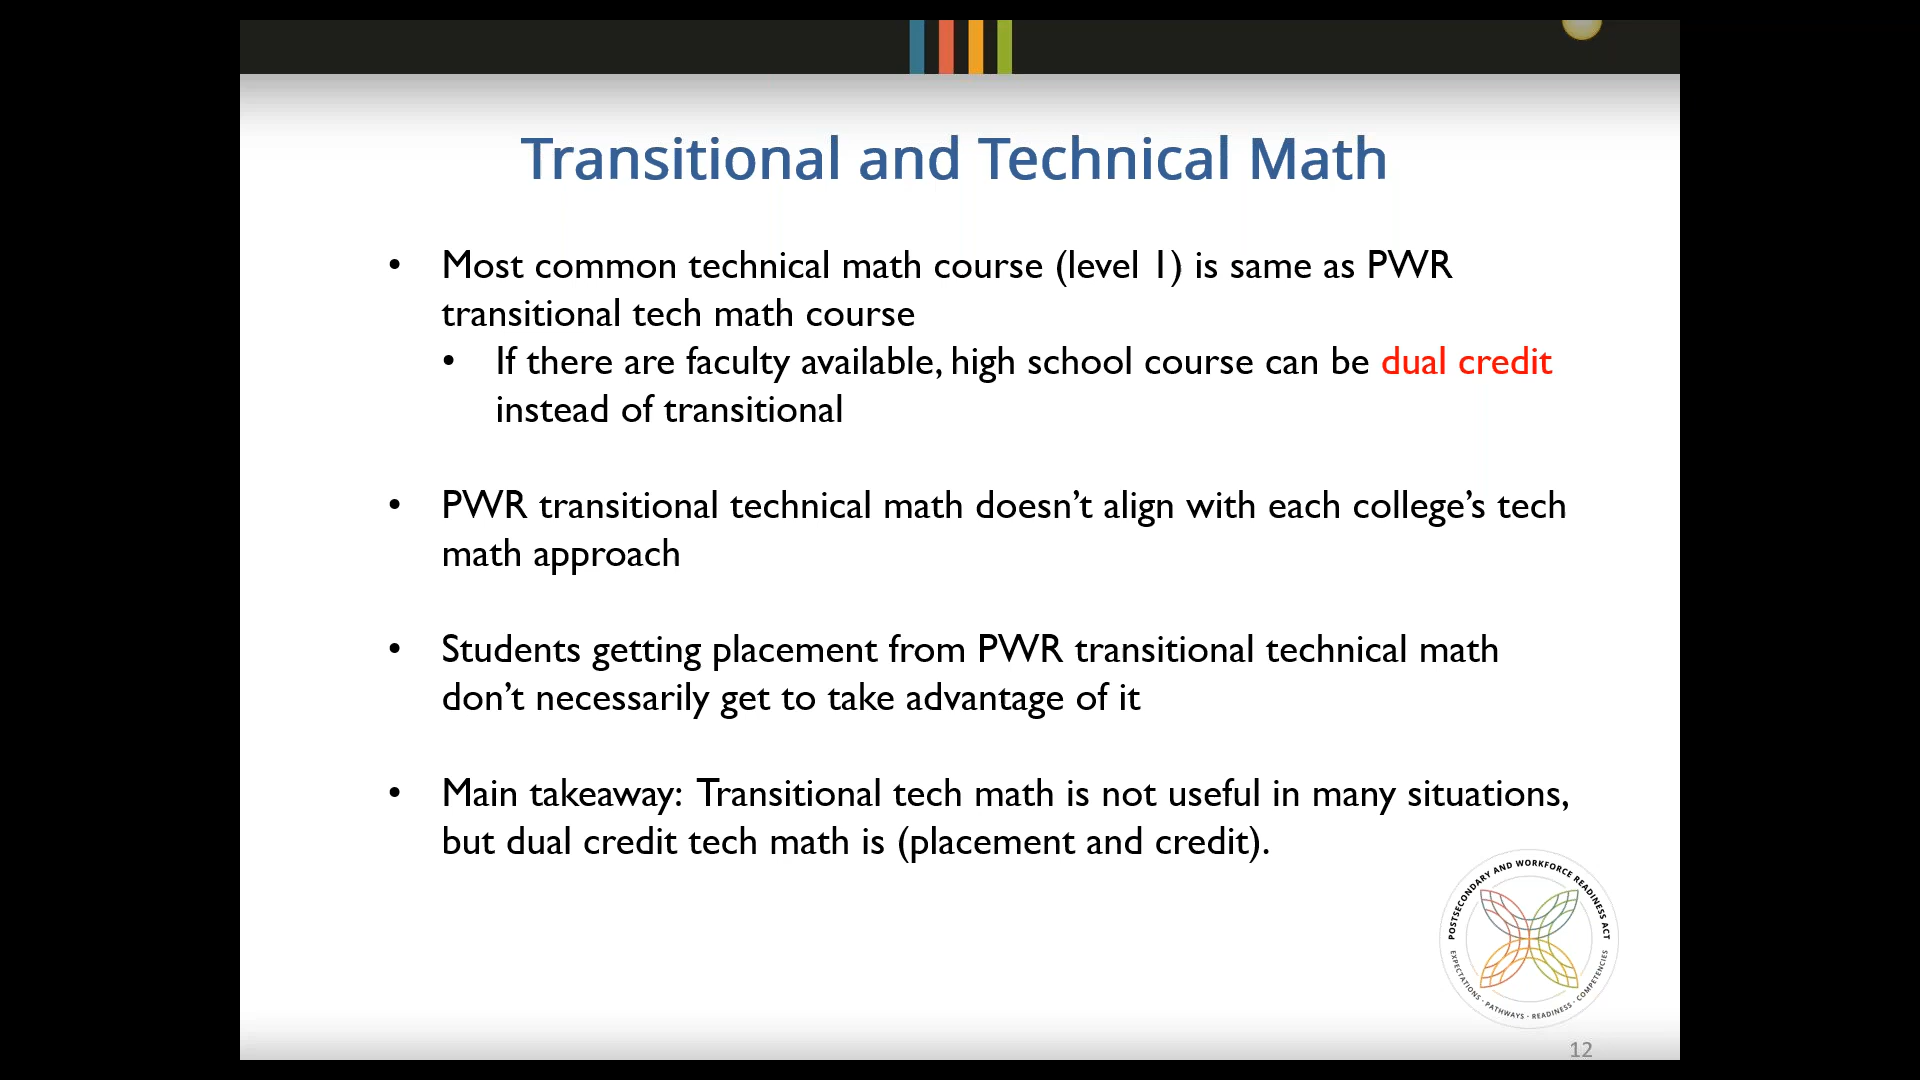 Transitional and Technical Math
• Most common technical math course (level 1) is same as PWR
transitional tech math course
• If there are faculty available, high school course can be dual credit
instead of transitional
• PWR transitional technical math doesn’t align with each college’s tech
math approach
• Students getting placement from PWR transitional technical math
don’t necessarily get to take advantage of it
• Main takeaway: Transitional tech math is not useful in many situations,
but dual credit tech math is (placement and credit).
POSTSECONDARY AND WORKFORCE READINESS ACT
EXPECTATIONS · PATHWAYS · READINESS · COMPETENCIES
12